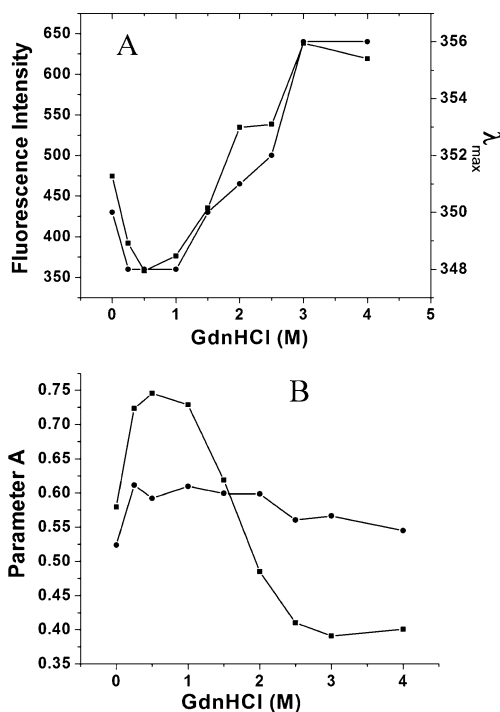 A
Fluorescence Intensity
650
600
550
500
450
400
350
356
354
352
350
348
λmax
0 1 2 3 4 5
GdnHCl (M)
B
Parameter A
0.75
0.70
0.65
0.60
0.55
0.50
0.45
0.40
0.35
0 1 2 3 4
GdnHCl (M)